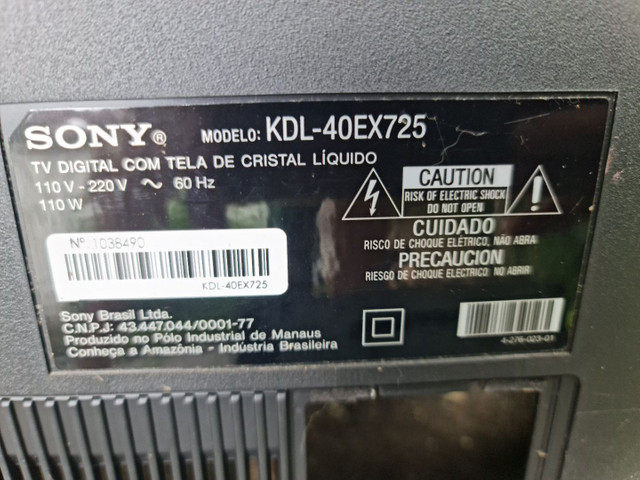 SONY® MODELO: KDL-40EX725
TV DIGITAL COM TELA DE CRISTAL LÍQUIDO
110 V - 220 V ~ 60 Hz
110 W
Nº 1038490
KDL-40EX725
Sony Brasil Ltda.
C.N.P.J: 43.447.044/0001-77
Produzido no Pólo Industrial de Manaus
Conheça a Amazônia - Indústria Brasileira
CAUTION
RISK OF ELECTRIC SHOCK
DO NOT OPEN
CUIDADO
RISCO DE CHOQUE ELÉTRICO, NÃO ABRA
PRECAUCION
RIESGO DE CHOQUE ELECTRICO NO ABRIR
4-276-023-01